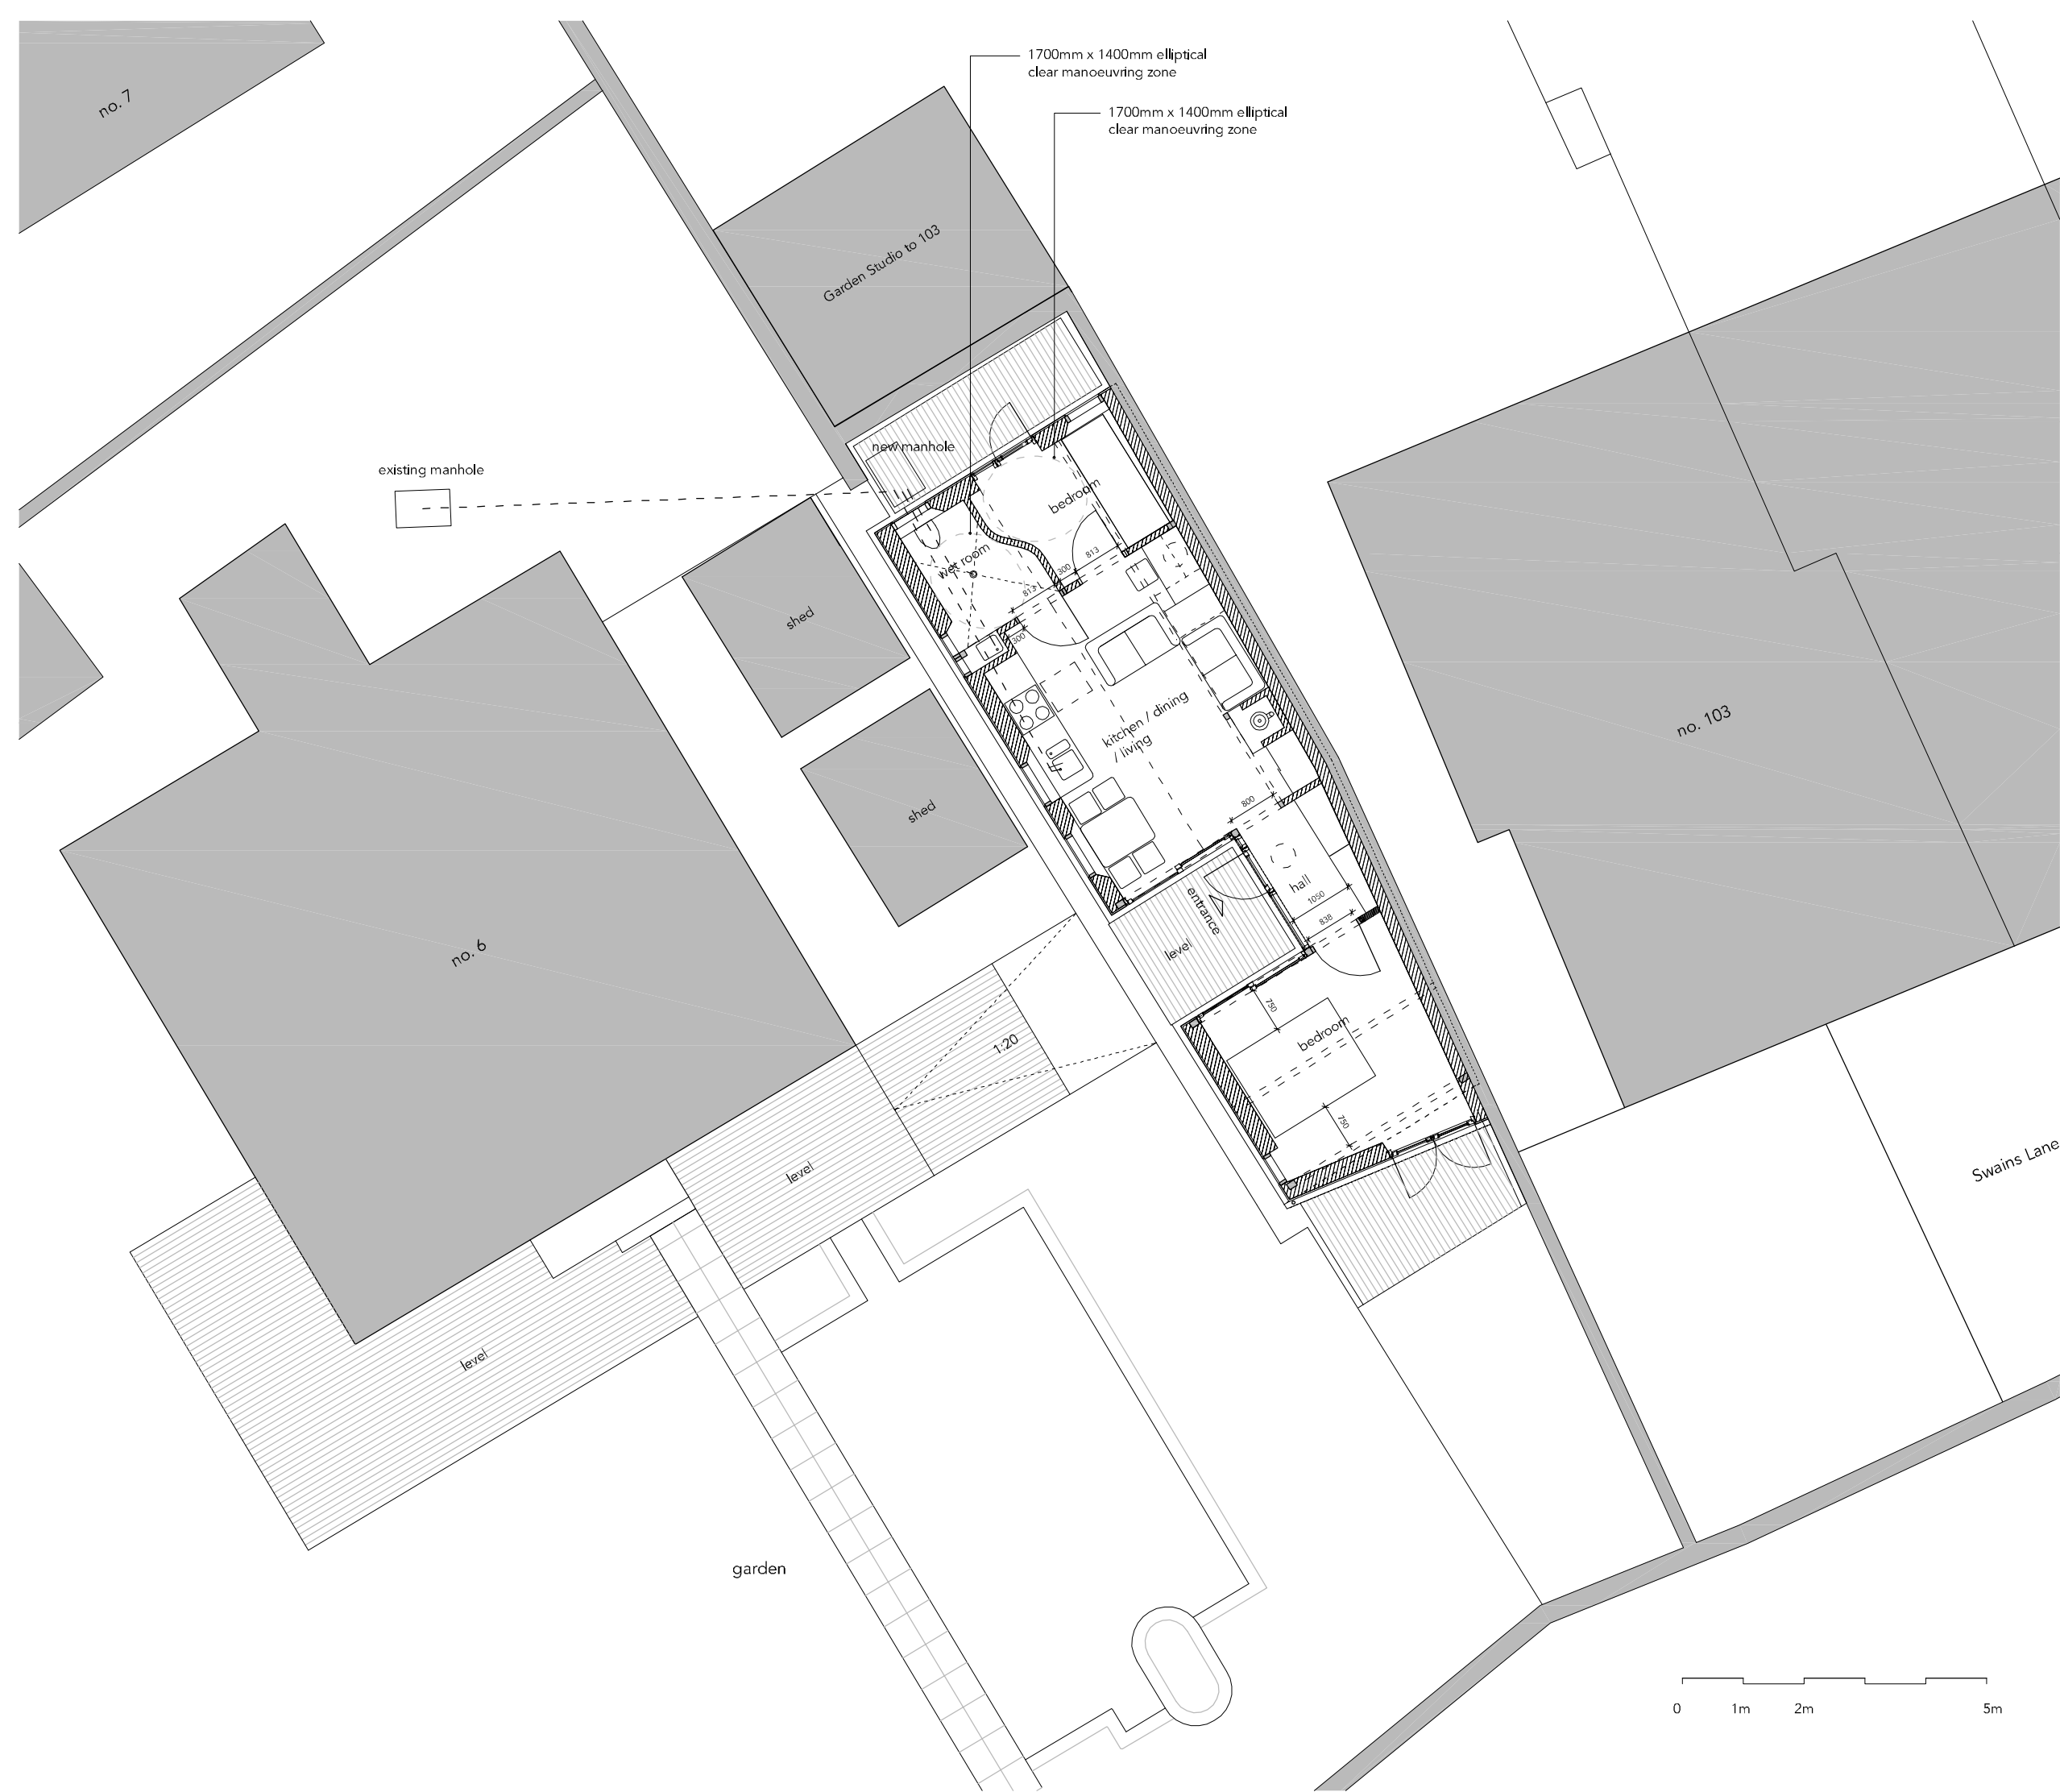 1700mm x 1400mm elliptical
clear manoeuvring zone
1700mm x 1400mm elliptical
clear manoeuvring zone
no. 7
Garden Studio to 103
new manhole
existing manhole
bedroom
wet room
813
300
813
300
shed
kitchen / dining
/ living
no. 103
shed
800
hall
entrance
1050
838
level
no. 6
750
bedroom
1:20
750
level
Swains Lane
level
garden
0
1m
2m
5m